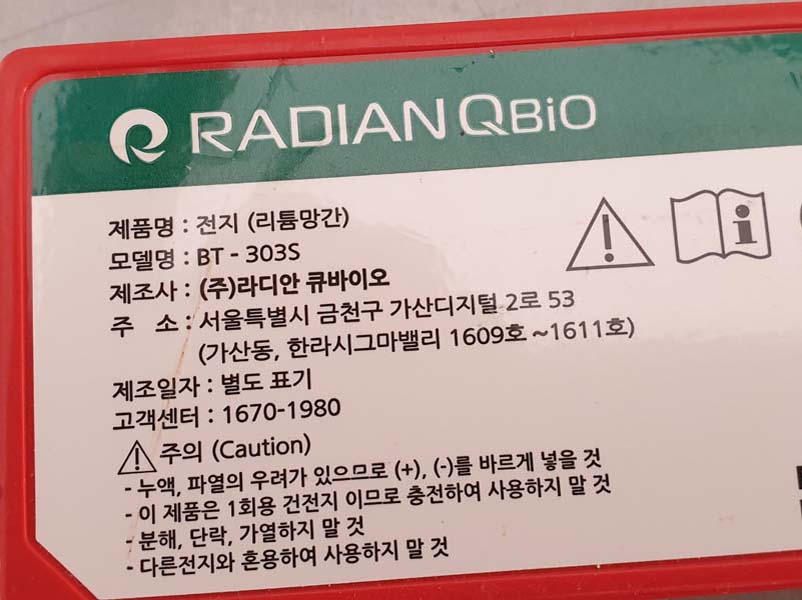 RADIAN QBIO
제품명 : 전지 (리튬망간)
모델명 : BT - 303S
제조사 : (주)라디안 큐바이오
주 소 : 서울특별시 금천구 가산디지털 2로 53
(가산동, 한라시그마밸리 1609호 ~1611호)
제조일자 : 별도 표기
고객센터 : 1670-1980
주의 (Caution)
- 누액, 파열의 우려가 있으므로 (+), (-)를 바르게 넣을 것
- 이 제품은 1회용 건전지 이므로 충전하여 사용하지 말 것
- 분해, 단락, 가열하지 말 것
- 다른전지와 혼용하여 사용하지 말 것